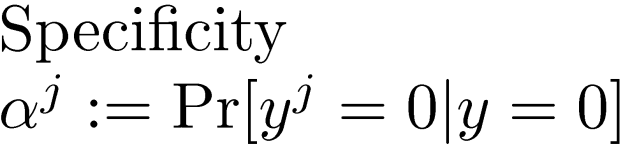 Specificity
α^j := Pr[y^j = 0|y = 0]